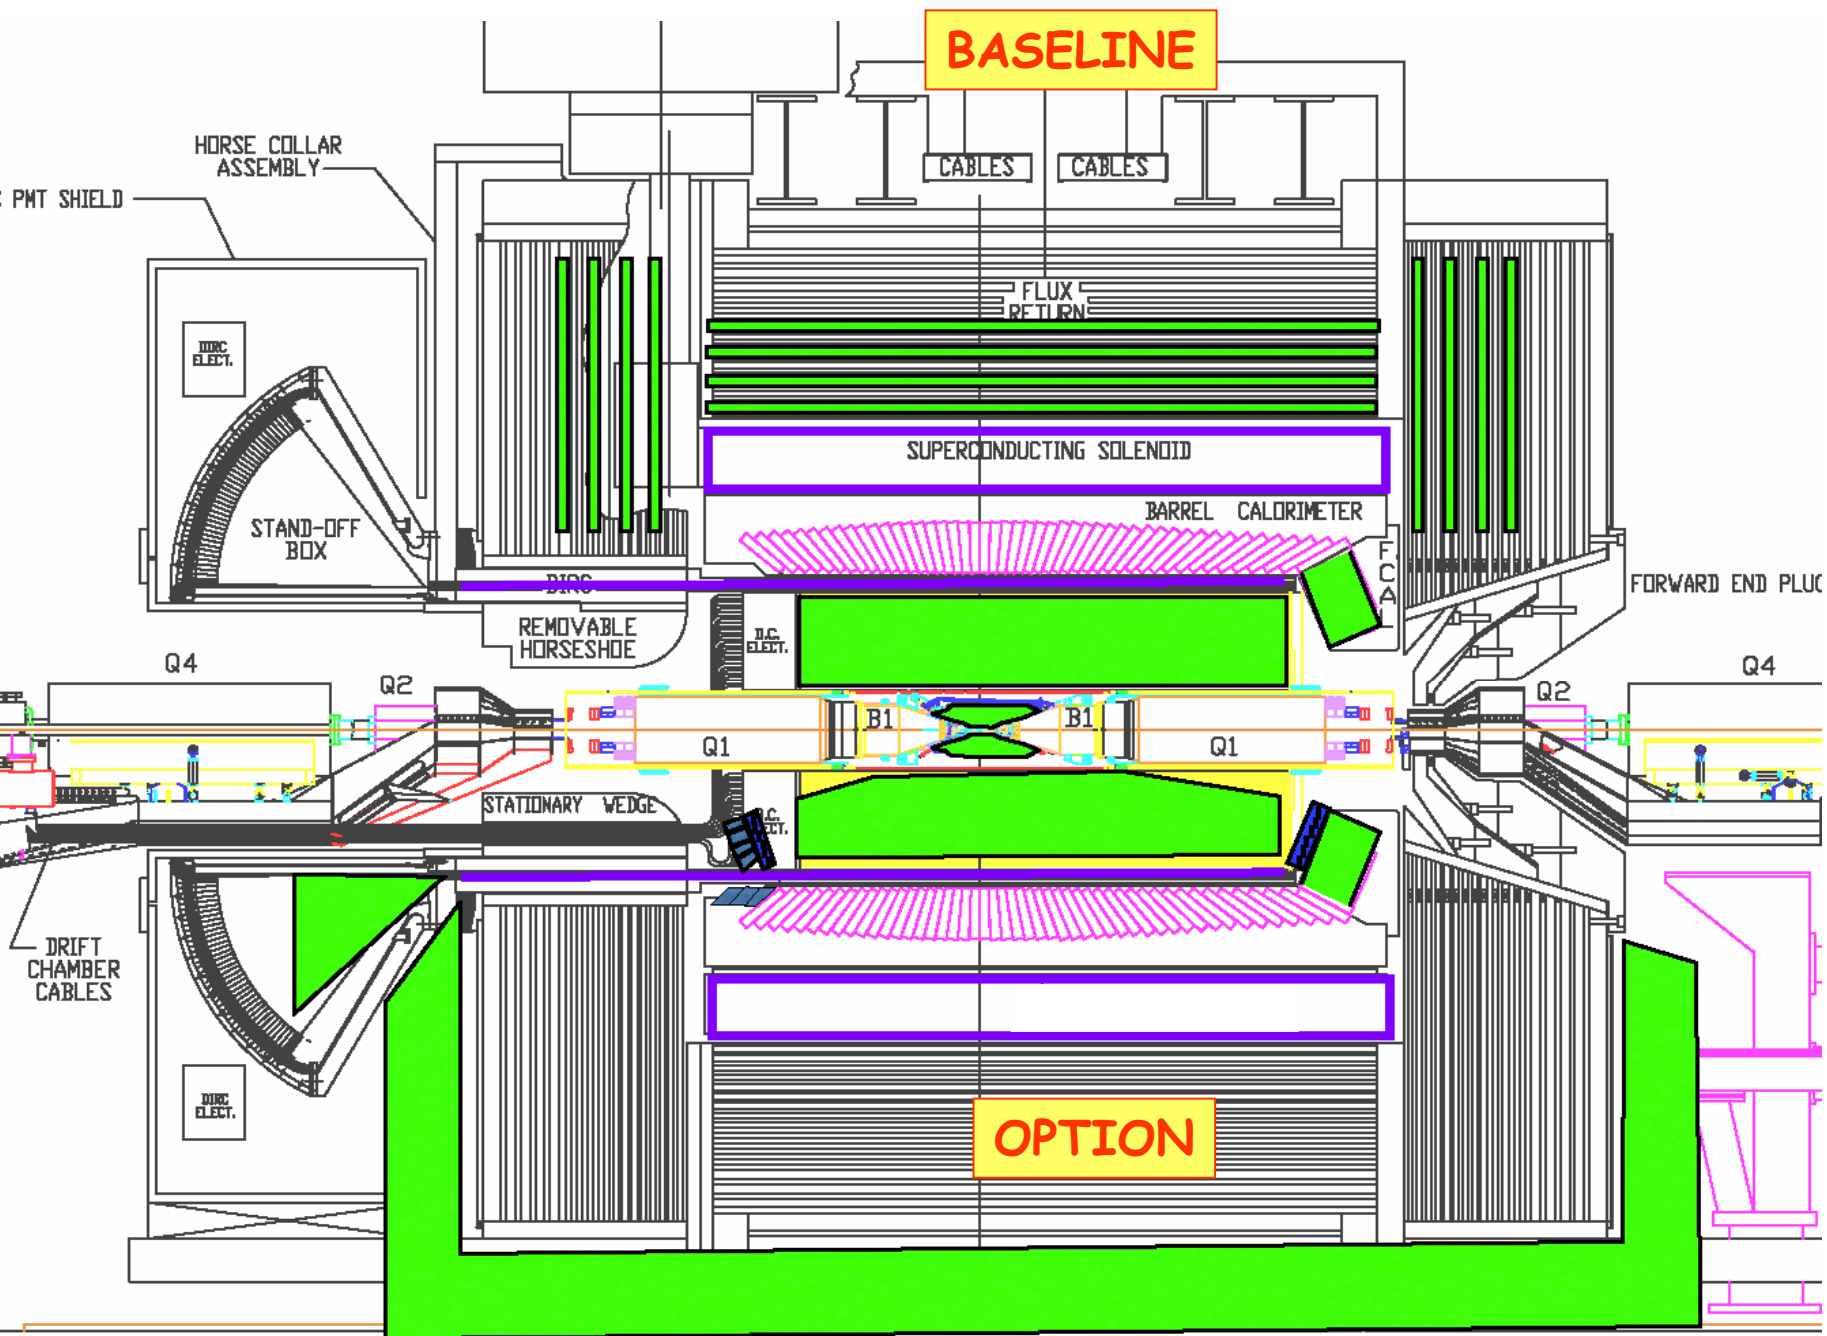 BASELINE
HORSE COLLAR
ASSEMBLY
CABLES
CABLES
PMT SHIELD
FLUX
RETURN
DIRC
ELECT.
SUPERCONDUCTING SOLENOID
BARREL CALORIMETER
STAND-OFF
BOX
F.
C
A
L
DIRC
FORWARD END PLUG
REMOVABLE
HORSESHOE
D.C.
ELECT.
Q4
Q2
Q2
Q4
B1
B1
Q1
Q1
STATIONARY WEDGE
DRIFT
CHAMBER
CABLES
DIRC
ELECT.
OPTION